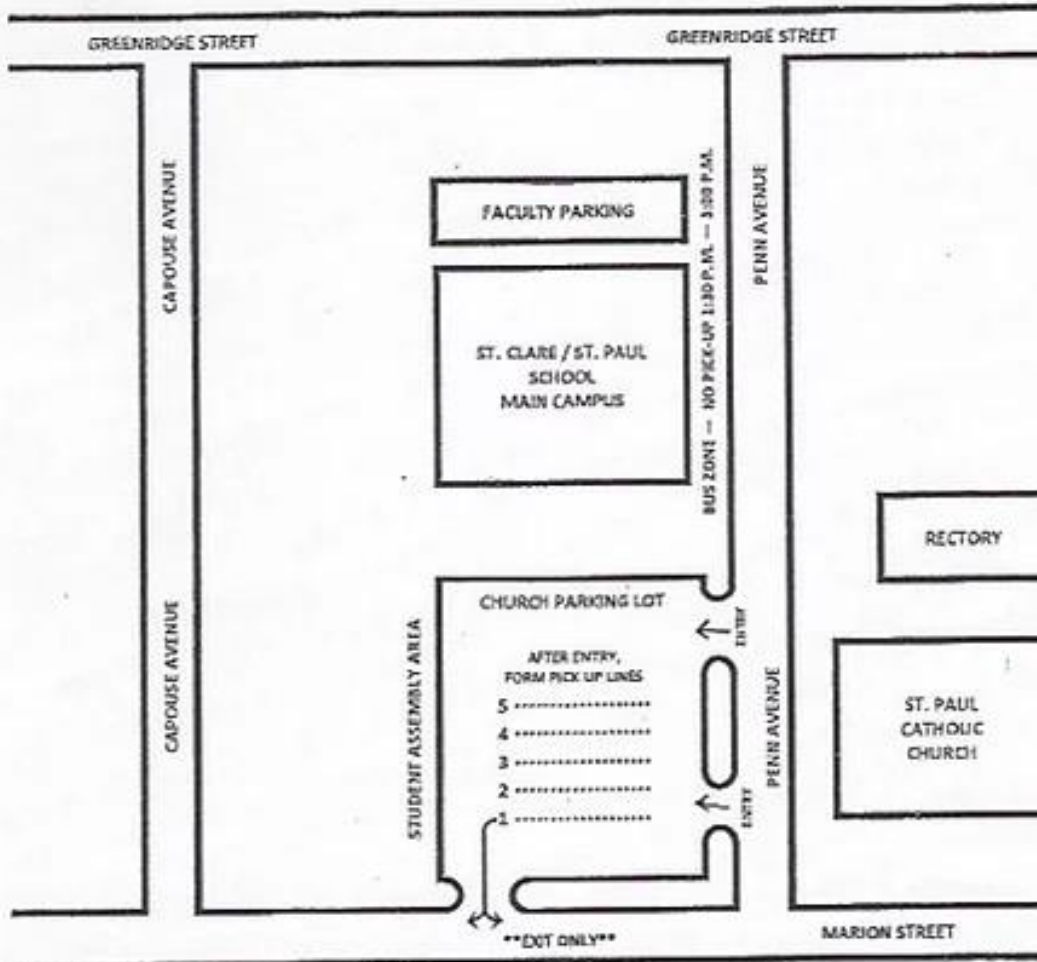 GREENRIDGE STREET
GREENRIDGE STREET
CAPOUSE AVENUE
FACULTY PARKING
BUS ZONE — NO PICK-UP 1:30 P.M. — 3:00 P.M.
PENN AVENUE
ST. CLARE / ST. PAUL
SCHOOL
MAIN CAMPUS
RECTORY
CHURCH PARKING LOT
ENTRY
CAPOUSE AVENUE
STUDENT ASSEMBLY AREA
AFTER ENTRY,
FORM PICK UP LINES
5
4
3
2
1
PENN AVENUE
ENTRY
ST. PAUL
CATHOLIC
CHURCH
**EXIT ONLY**
MARION STREET